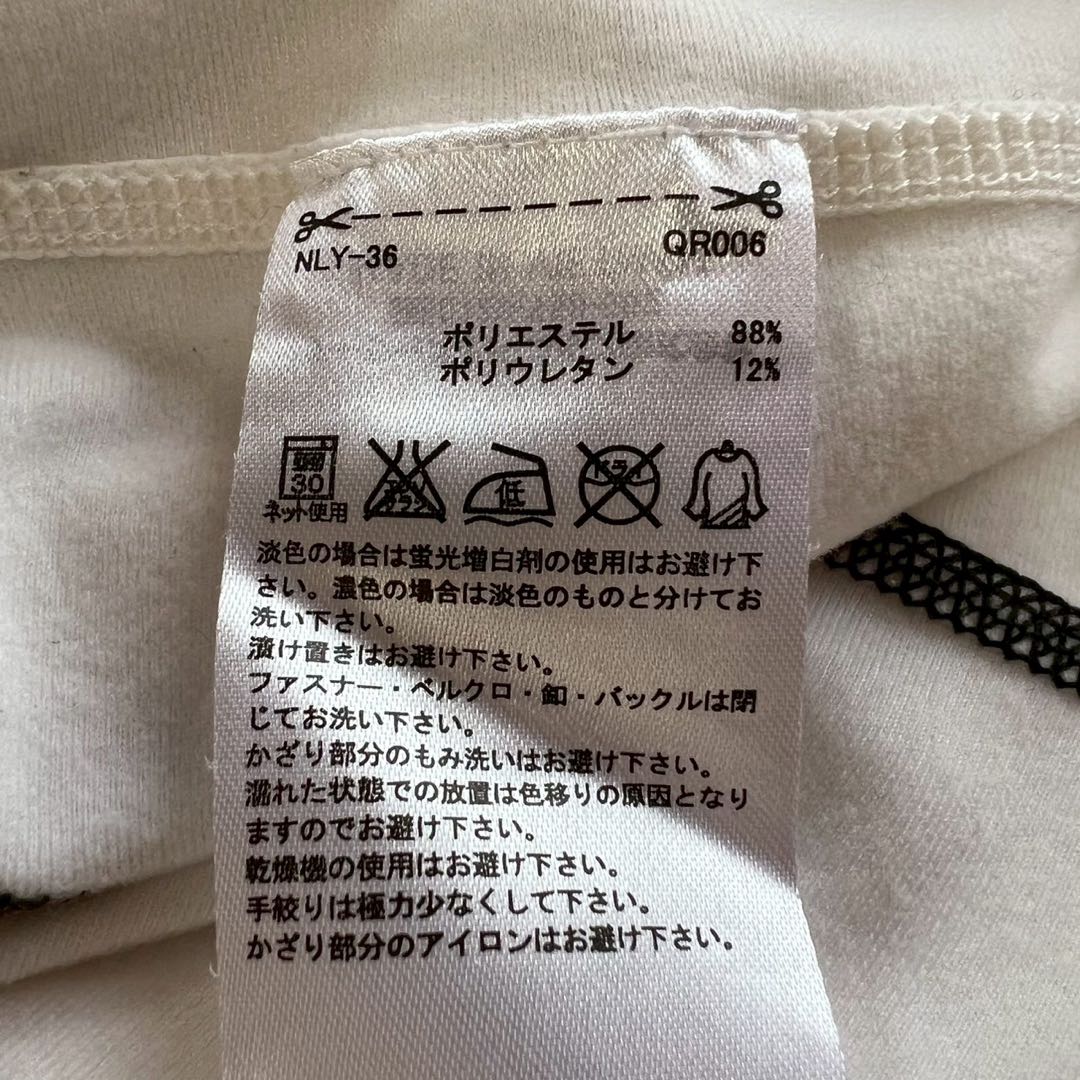 NLY-36 QR006
ポリエステル 88%
ポリウレタン 12%
30 エンソサラシ 低 ドライ
ネット使用
淡色の場合は蛍光増白剤の使用はお避け下
さい。濃色の場合は淡色のものと分けてお
洗い下さい。
漬け置きはお避け下さい。
ファスナー・ベルクロ・釦・バックルは閉
じてお洗い下さい。
かざり部分のもみ洗いはお避け下さい。
濡れた状態での放置は色移りの原因となり
ますのでお避け下さい。
乾燥機の使用はお避け下さい。
手絞りは極力少なくして下さい。
かざり部分のアイロンはお避け下さい。